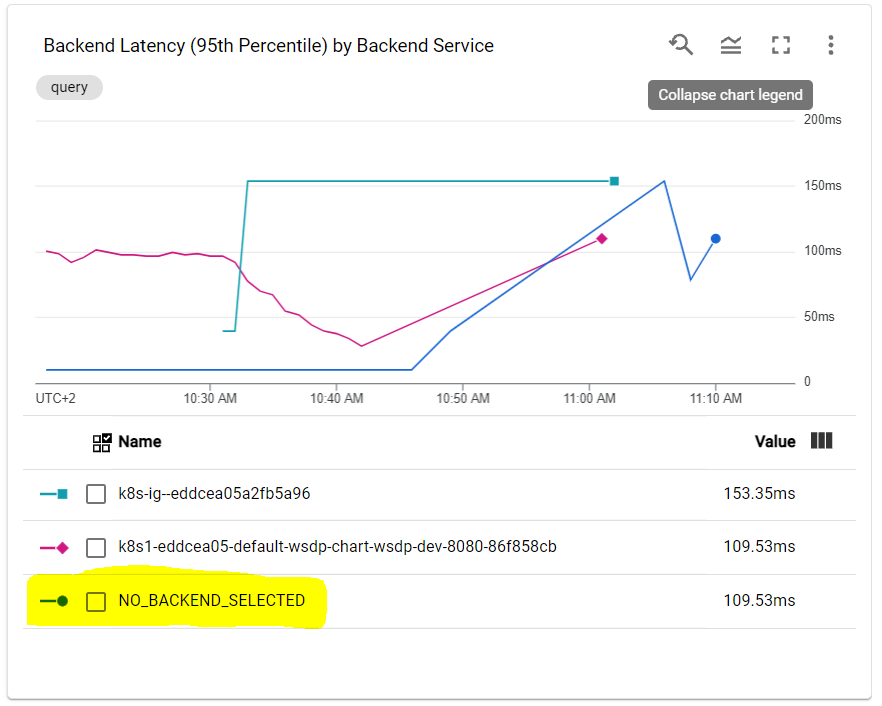 Backend Latency (95th Percentile) by Backend Service
query
Collapse chart legend
200ms
150ms
100ms
50ms
0
UTC+2 10:30 AM 10:40 AM 10:50 AM 11:00 AM 11:10 AM
Name Value
k8s-ig--eddcea05a2fb5a96 153.35ms
k8s1-eddcea05-default-wsdp-chart-wsdp-dev-8080-86f858cb 109.53ms
NO_BACKEND_SELECTED 109.53ms